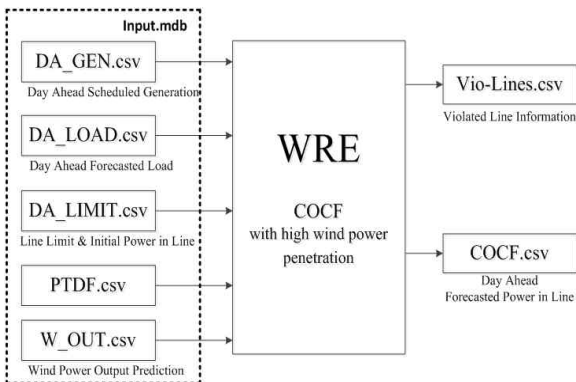 Input.mdb
DA_GEN.csv
Day Ahead Scheduled Generation
DA_LOAD.csv
Day Ahead Forecasted Load
DA_LIMIT.csv
Line Limit & Initial Power in Line
PTDF.csv
W_OUT.csv
Wind Power Output Prediction
WRE
COCF
with high wind power
penetration
Vio-Lines.csv
Violated Line Information
COCF.csv
Day Ahead
Forecasted Power in Line